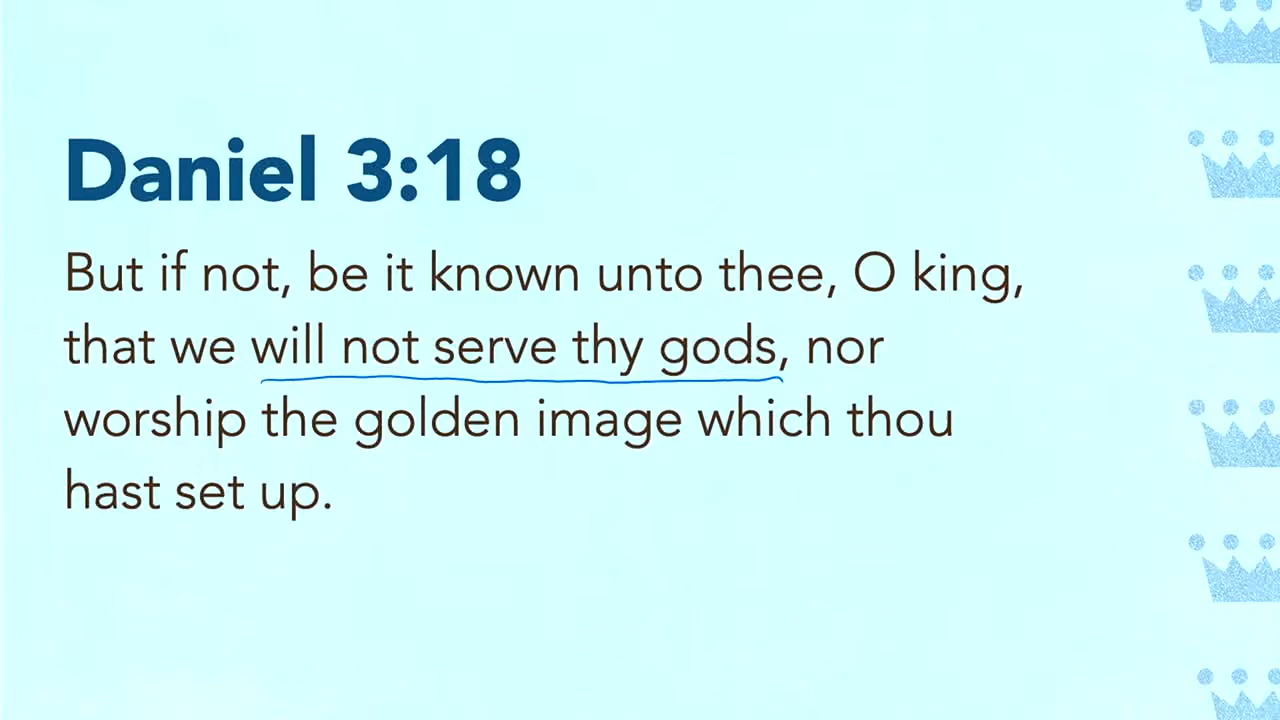 Daniel 3:18
But if not, be it known unto thee, O king,
that we will not serve thy gods, nor
worship the golden image which thou
hast set up.